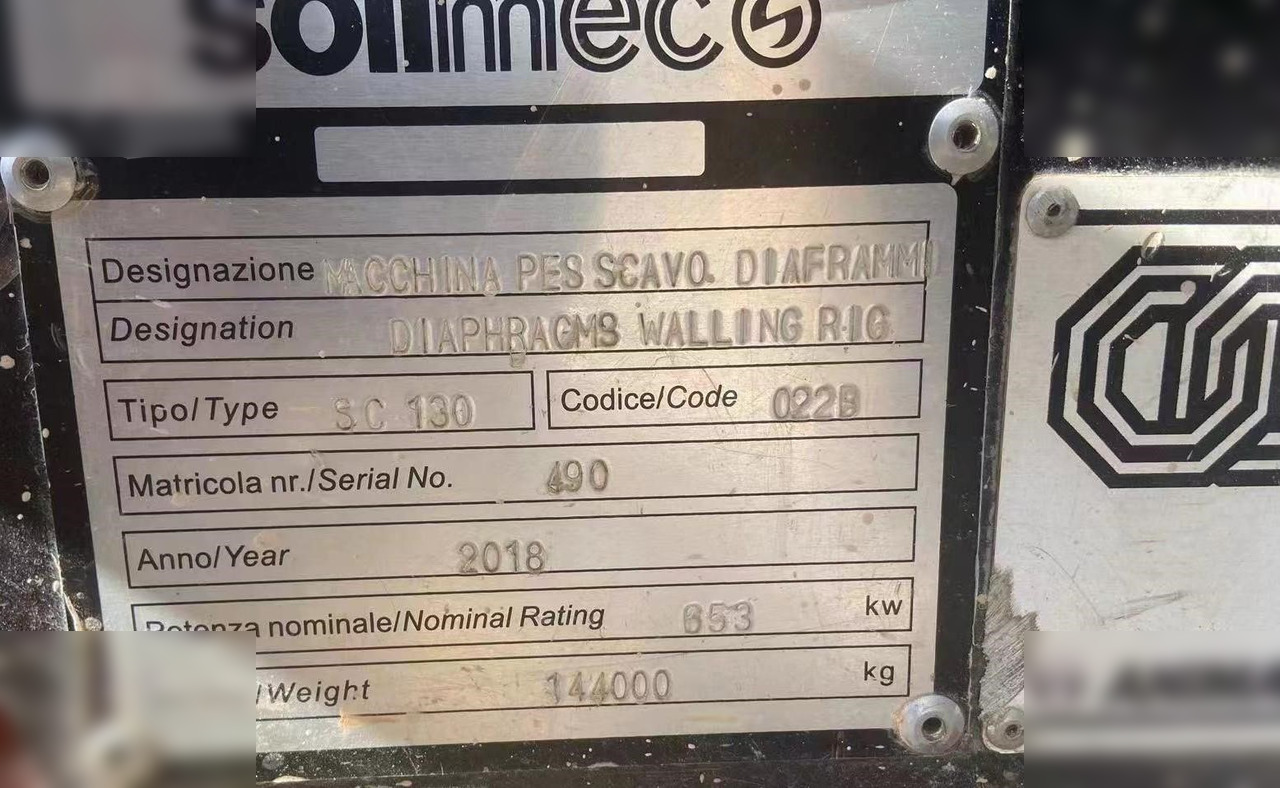 soilmec
Designazione MACCHINA PES SCAVO. DIAFRAMMI
Designation DIAPHRAGMS WALLING RIG
Tipo/Type SC 130 Codice/Code 022B
Matricola nr./Serial No. 490
Anno/Year 2018
Potenza nominale/Nominal Rating 653 kw
/Weight 144000 kg